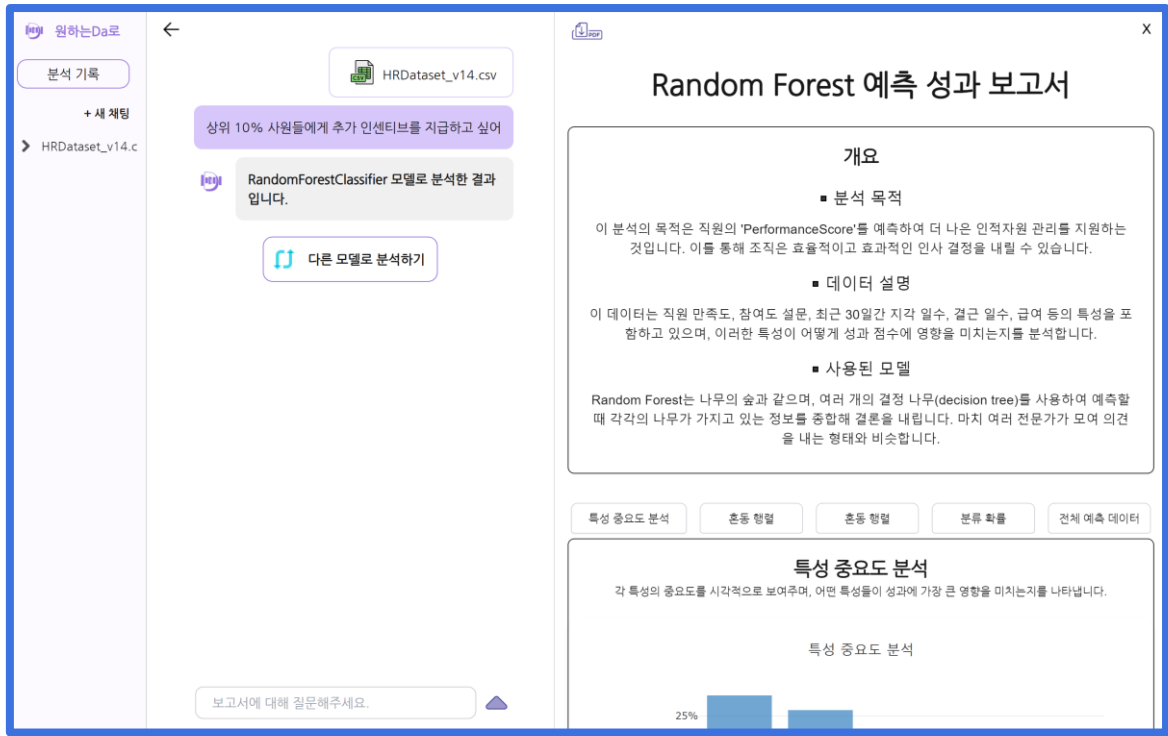 원하는Da로
분석 기록
+ 새 채팅
HRDataset_v14.c
HRDataset_v14.csv
상위 10% 사원들에게 추가 인센티브를 지급하고 싶어
RandomForestClassifier 모델로 분석한 결과
입니다.
다른 모델로 분석하기
보고서에 대해 질문해주세요.
PDF
X
Random Forest 예측 성과 보고서
개요
▪ 분석 목적
이 분석의 목적은 직원의 'PerformanceScore'를 예측하여 더 나은 인적자원 관리를 지원하는
것입니다. 이를 통해 조직은 효율적이고 효과적인 인사 결정을 내릴 수 있습니다.
▪ 데이터 설명
이 데이터는 직원 만족도, 참여도 설문, 최근 30일간 지각 일수, 결근 일수, 급여 등의 특성을 포
함하고 있으며, 이러한 특성이 어떻게 성과 점수에 영향을 미치는지를 분석합니다.
▪ 사용된 모델
Random Forest는 나무의 숲과 같으며, 여러 개의 결정 나무(decision tree)를 사용하여 예측할
때 각각의 나무가 가지고 있는 정보를 종합해 결론을 내립니다. 마치 여러 전문가가 모여 의견
을 내는 형태와 비슷합니다.
특성 중요도 분석
혼동 행렬
혼동 행렬
분류 확률
전체 예측 데이터
특성 중요도 분석
각 특성의 중요도를 시각적으로 보여주며, 어떤 특성들이 성과에 가장 큰 영향을 미치는지를 나타냅니다.
특성 중요도 분석
25%